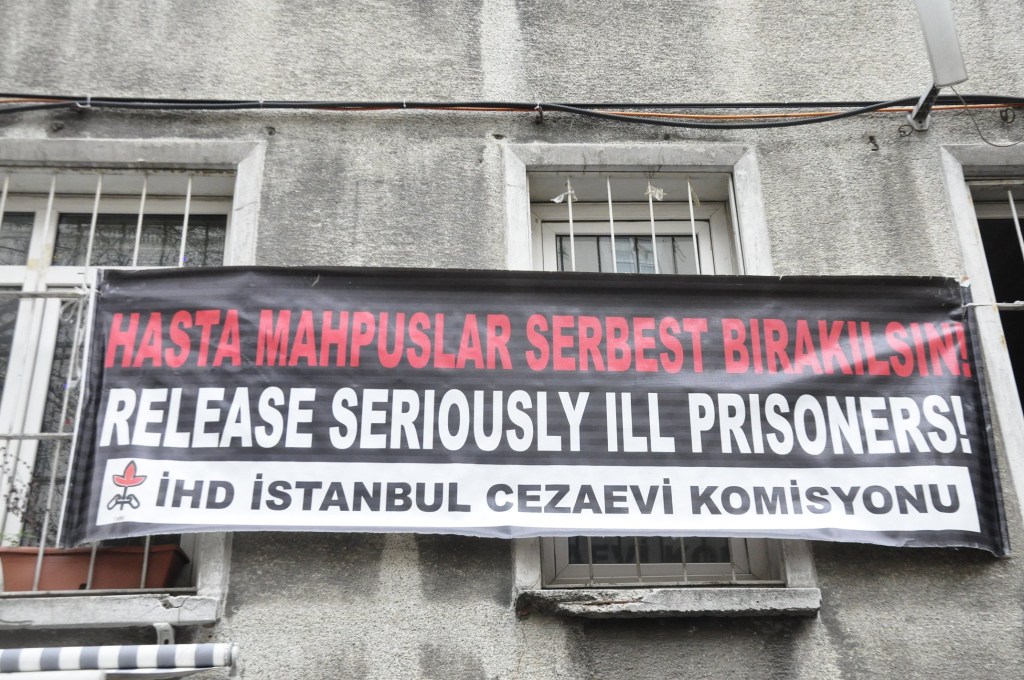 HASTA MAHPUSLAR SERBEST BIRAKILSIN!
RELEASE SERIOUSLY ILL PRISONERS!
İHD İSTANBUL CEZAEVİ KOMİSYONU